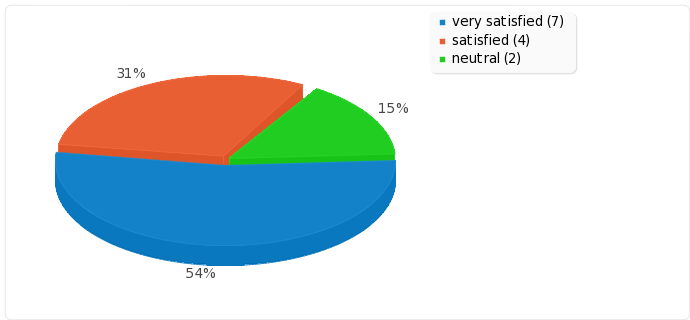 very satisfied (7)
satisfied (4)
neutral (2)
31%
15%
54%